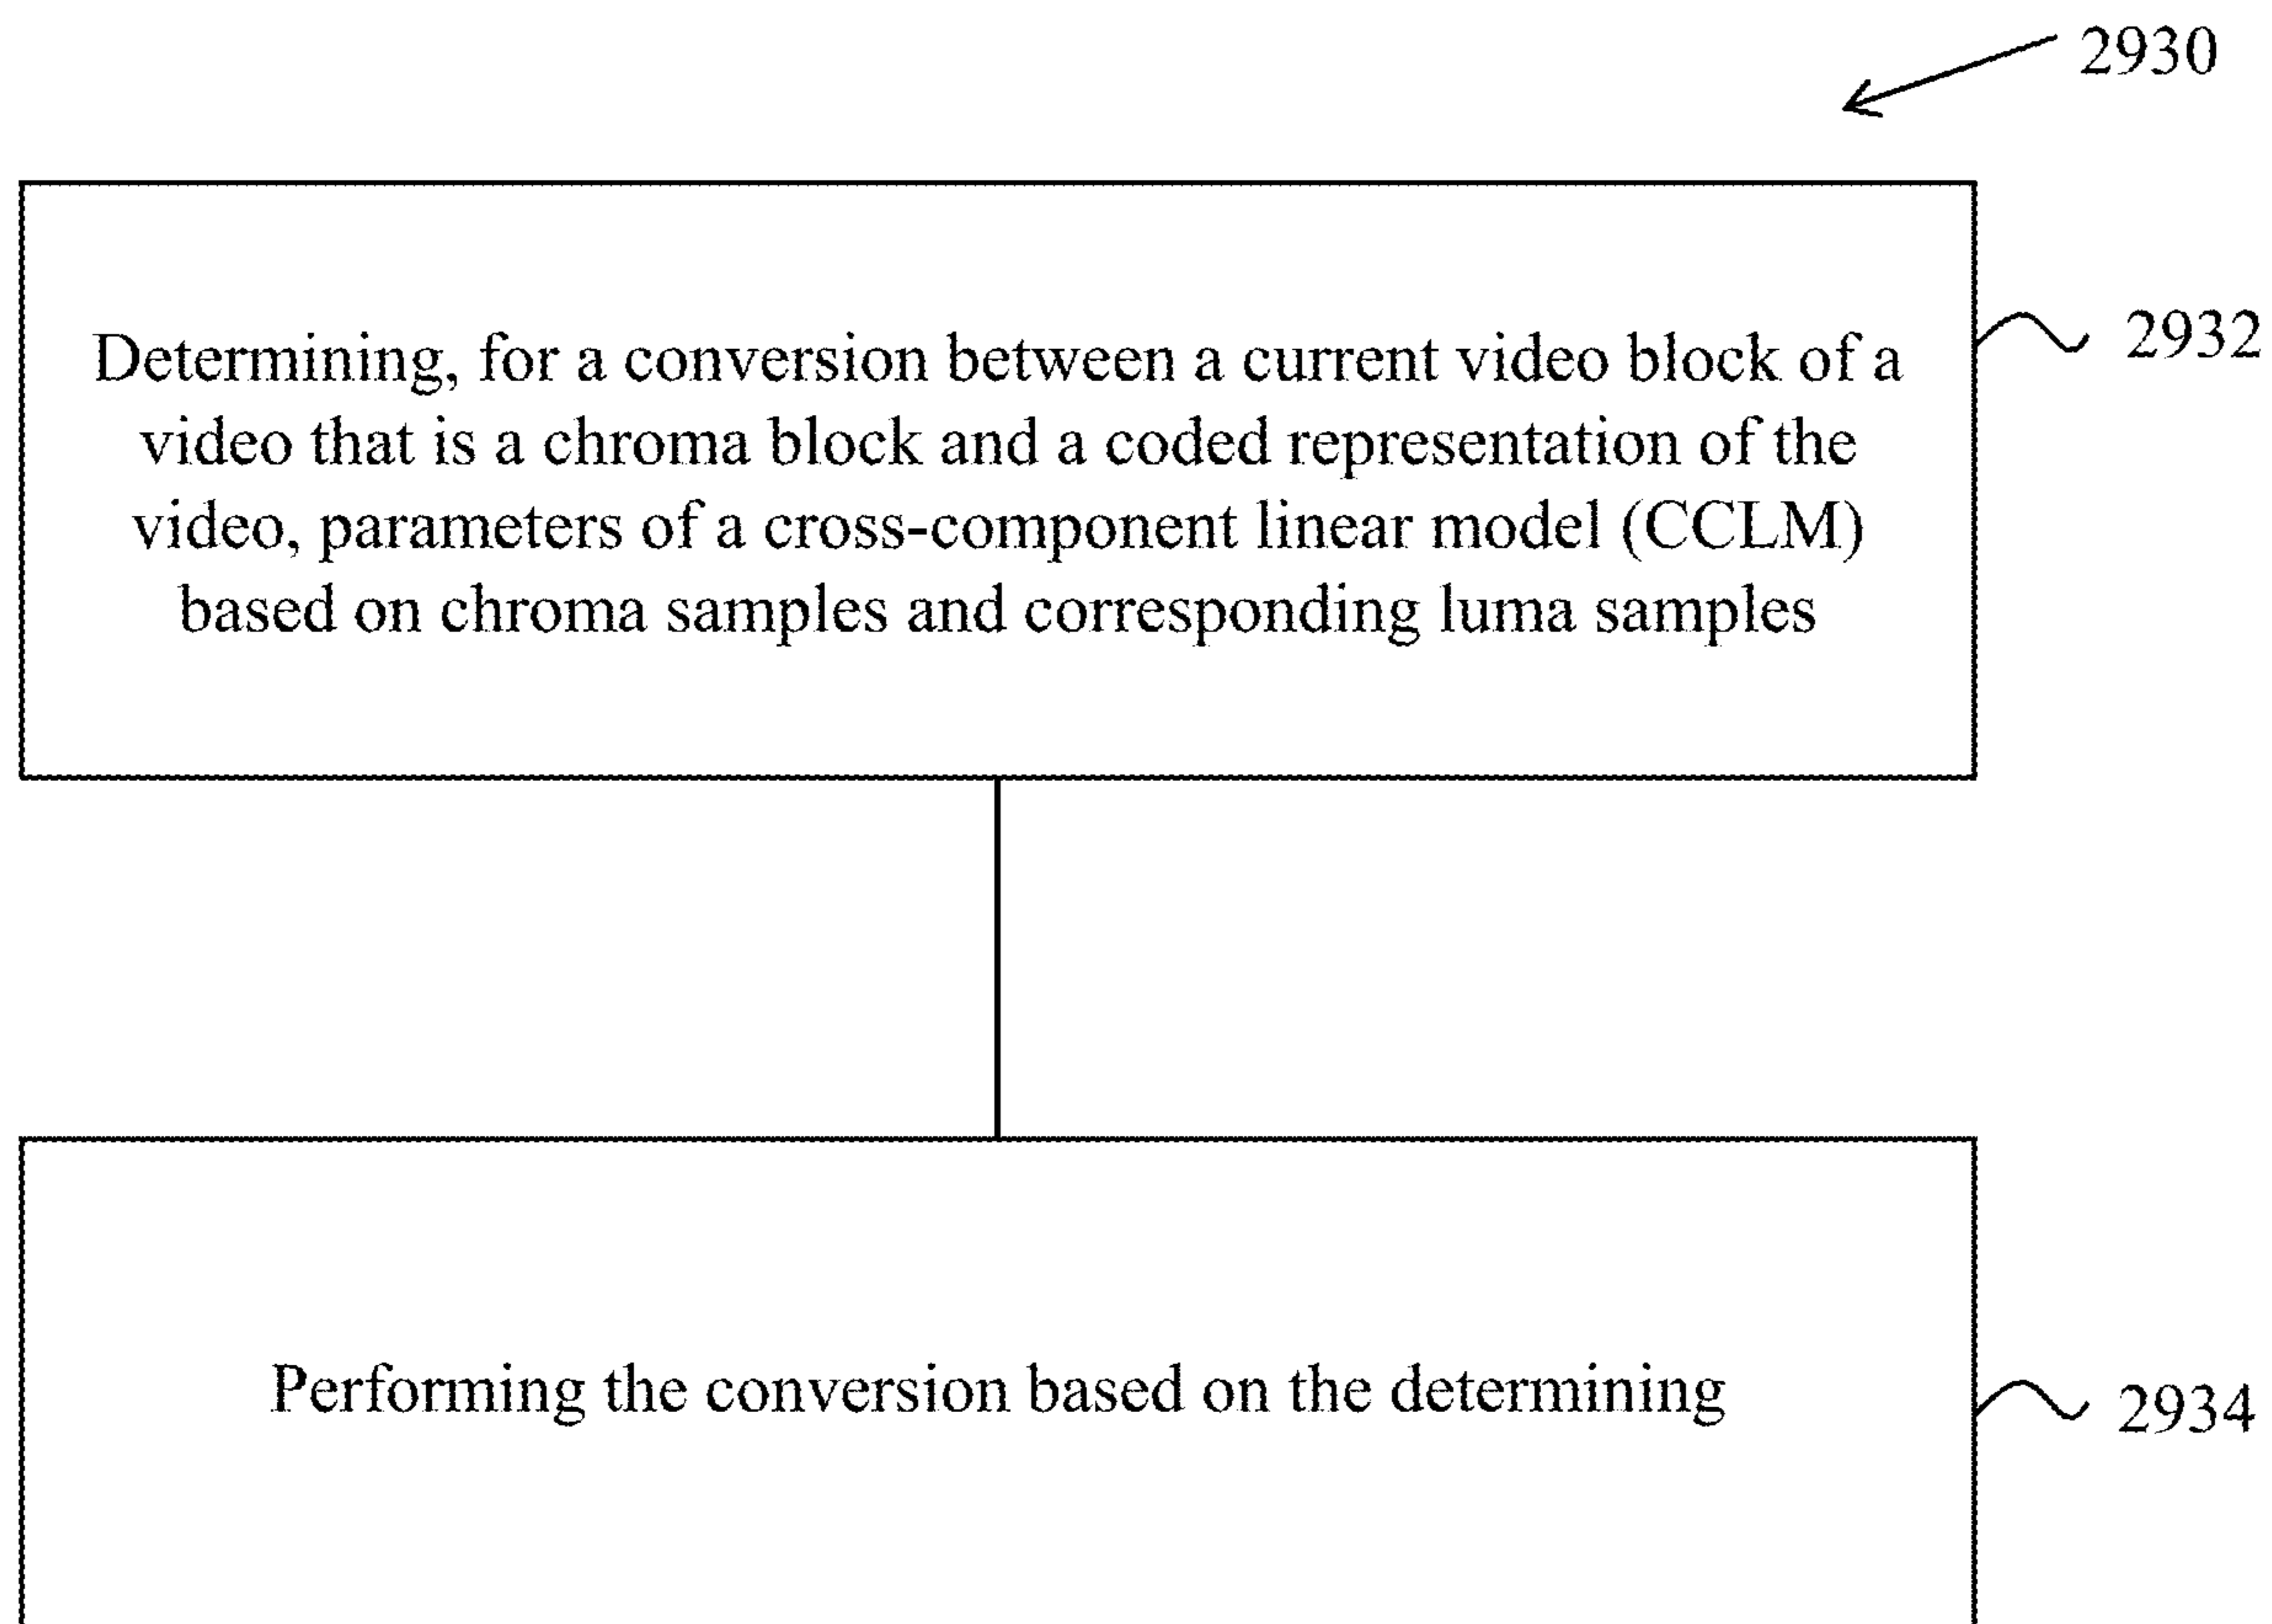 2930
Determining, for a conversion between a current video block of a
video that is a chroma block and a coded representation of the
video, parameters of a cross-component linear model (CCLM)
based on chroma samples and corresponding luma samples
2932
Performing the conversion based on the determining
2934